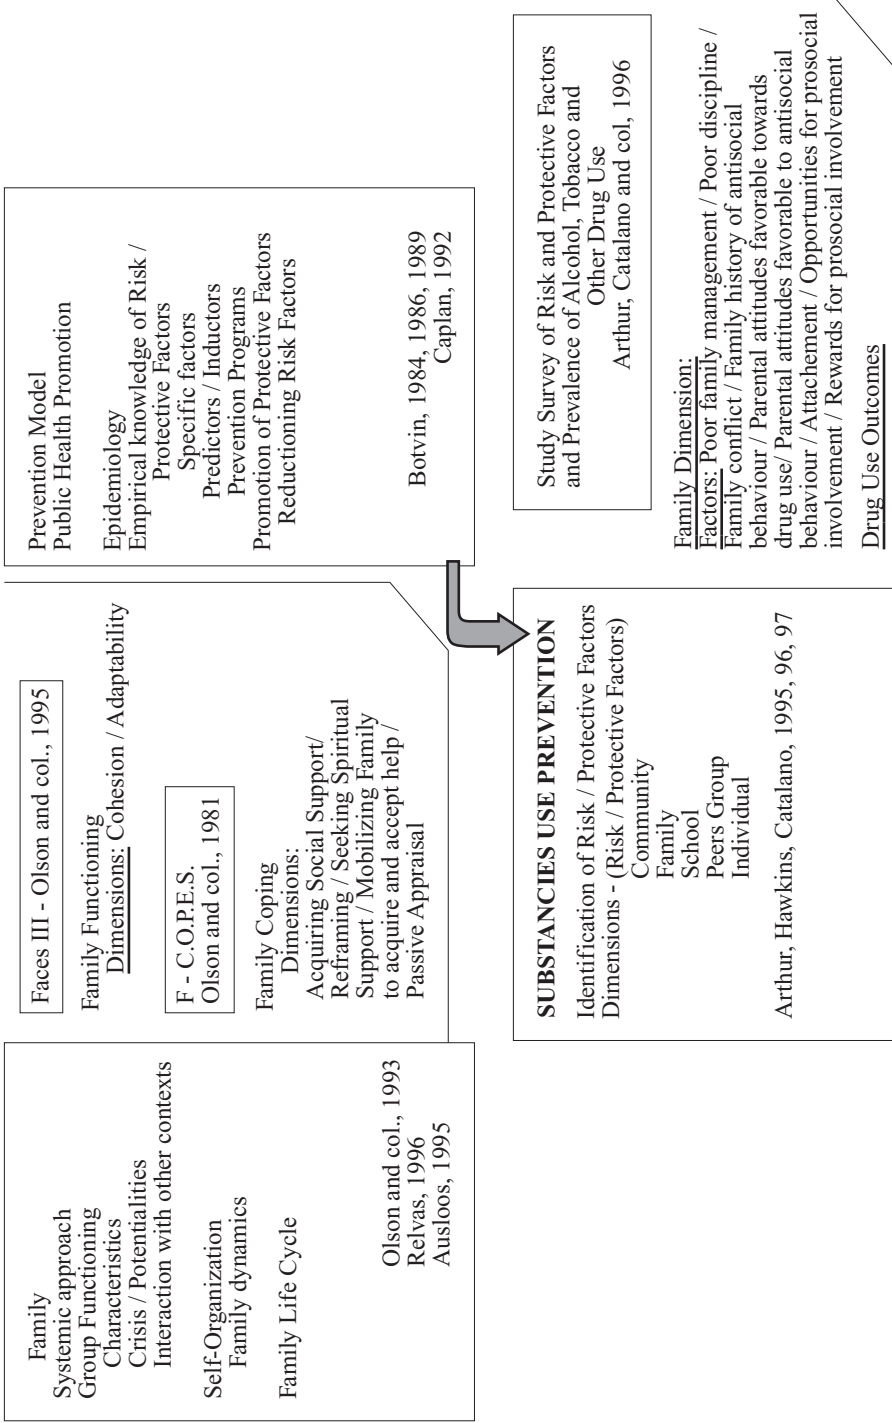 Family
Systemic approach
Group Functioning
Characteristics
Crisis / Potentialities
Interaction with other contexts
Self-Organization
Family dynamics
Family Life Cycle
Olson and col., 1993
Relvas, 1996
Ausloos, 1995
Faces III - Olson and col., 1995
Family Functioning
Dimensions: Cohesion / Adaptability
F - C.O.P.E.S.
Olson and col., 1981
Family Coping
Dimensions:
Acquiring Social Support/
Reframing / Seeking Spiritual
Support / Mobilizing Family
to acquire and accept help /
Passive Appraisal
Prevention Model
Public Health Promotion
Epidemiology
Empirical knowledge of Risk /
Protective Factors
Specific factors
Predictors / Inductors
Prevention Programs
Promotion of Protective Factors
Reductioning Risk Factors
Botvin, 1984, 1986, 1989
Caplan, 1992
SUBSTANCIES USE PREVENTION
Identification of Risk / Protective Factors
Dimensions - (Risk / Protective Factors)
Community
Family
School
Peers Group
Individual
Arthur, Hawkins, Catalano, 1995, 96, 97
Study Survey of Risk and Protective Factors
and Prevalence of Alcohol, Tobacco and
Other Drug Use
Arthur, Catalano and col, 1996
Family Dimension:
Factors: Poor family management / Poor discipline /
Family conflict / Family history of antisocial
behaviour / Parental attitudes favorable towards
drug use/ Parental attitudes favorable to antisocial
behaviour / Attachement / Opportunities for prosocial
involvement / Rewards for prosocial involvement
Drug Use Outcomes